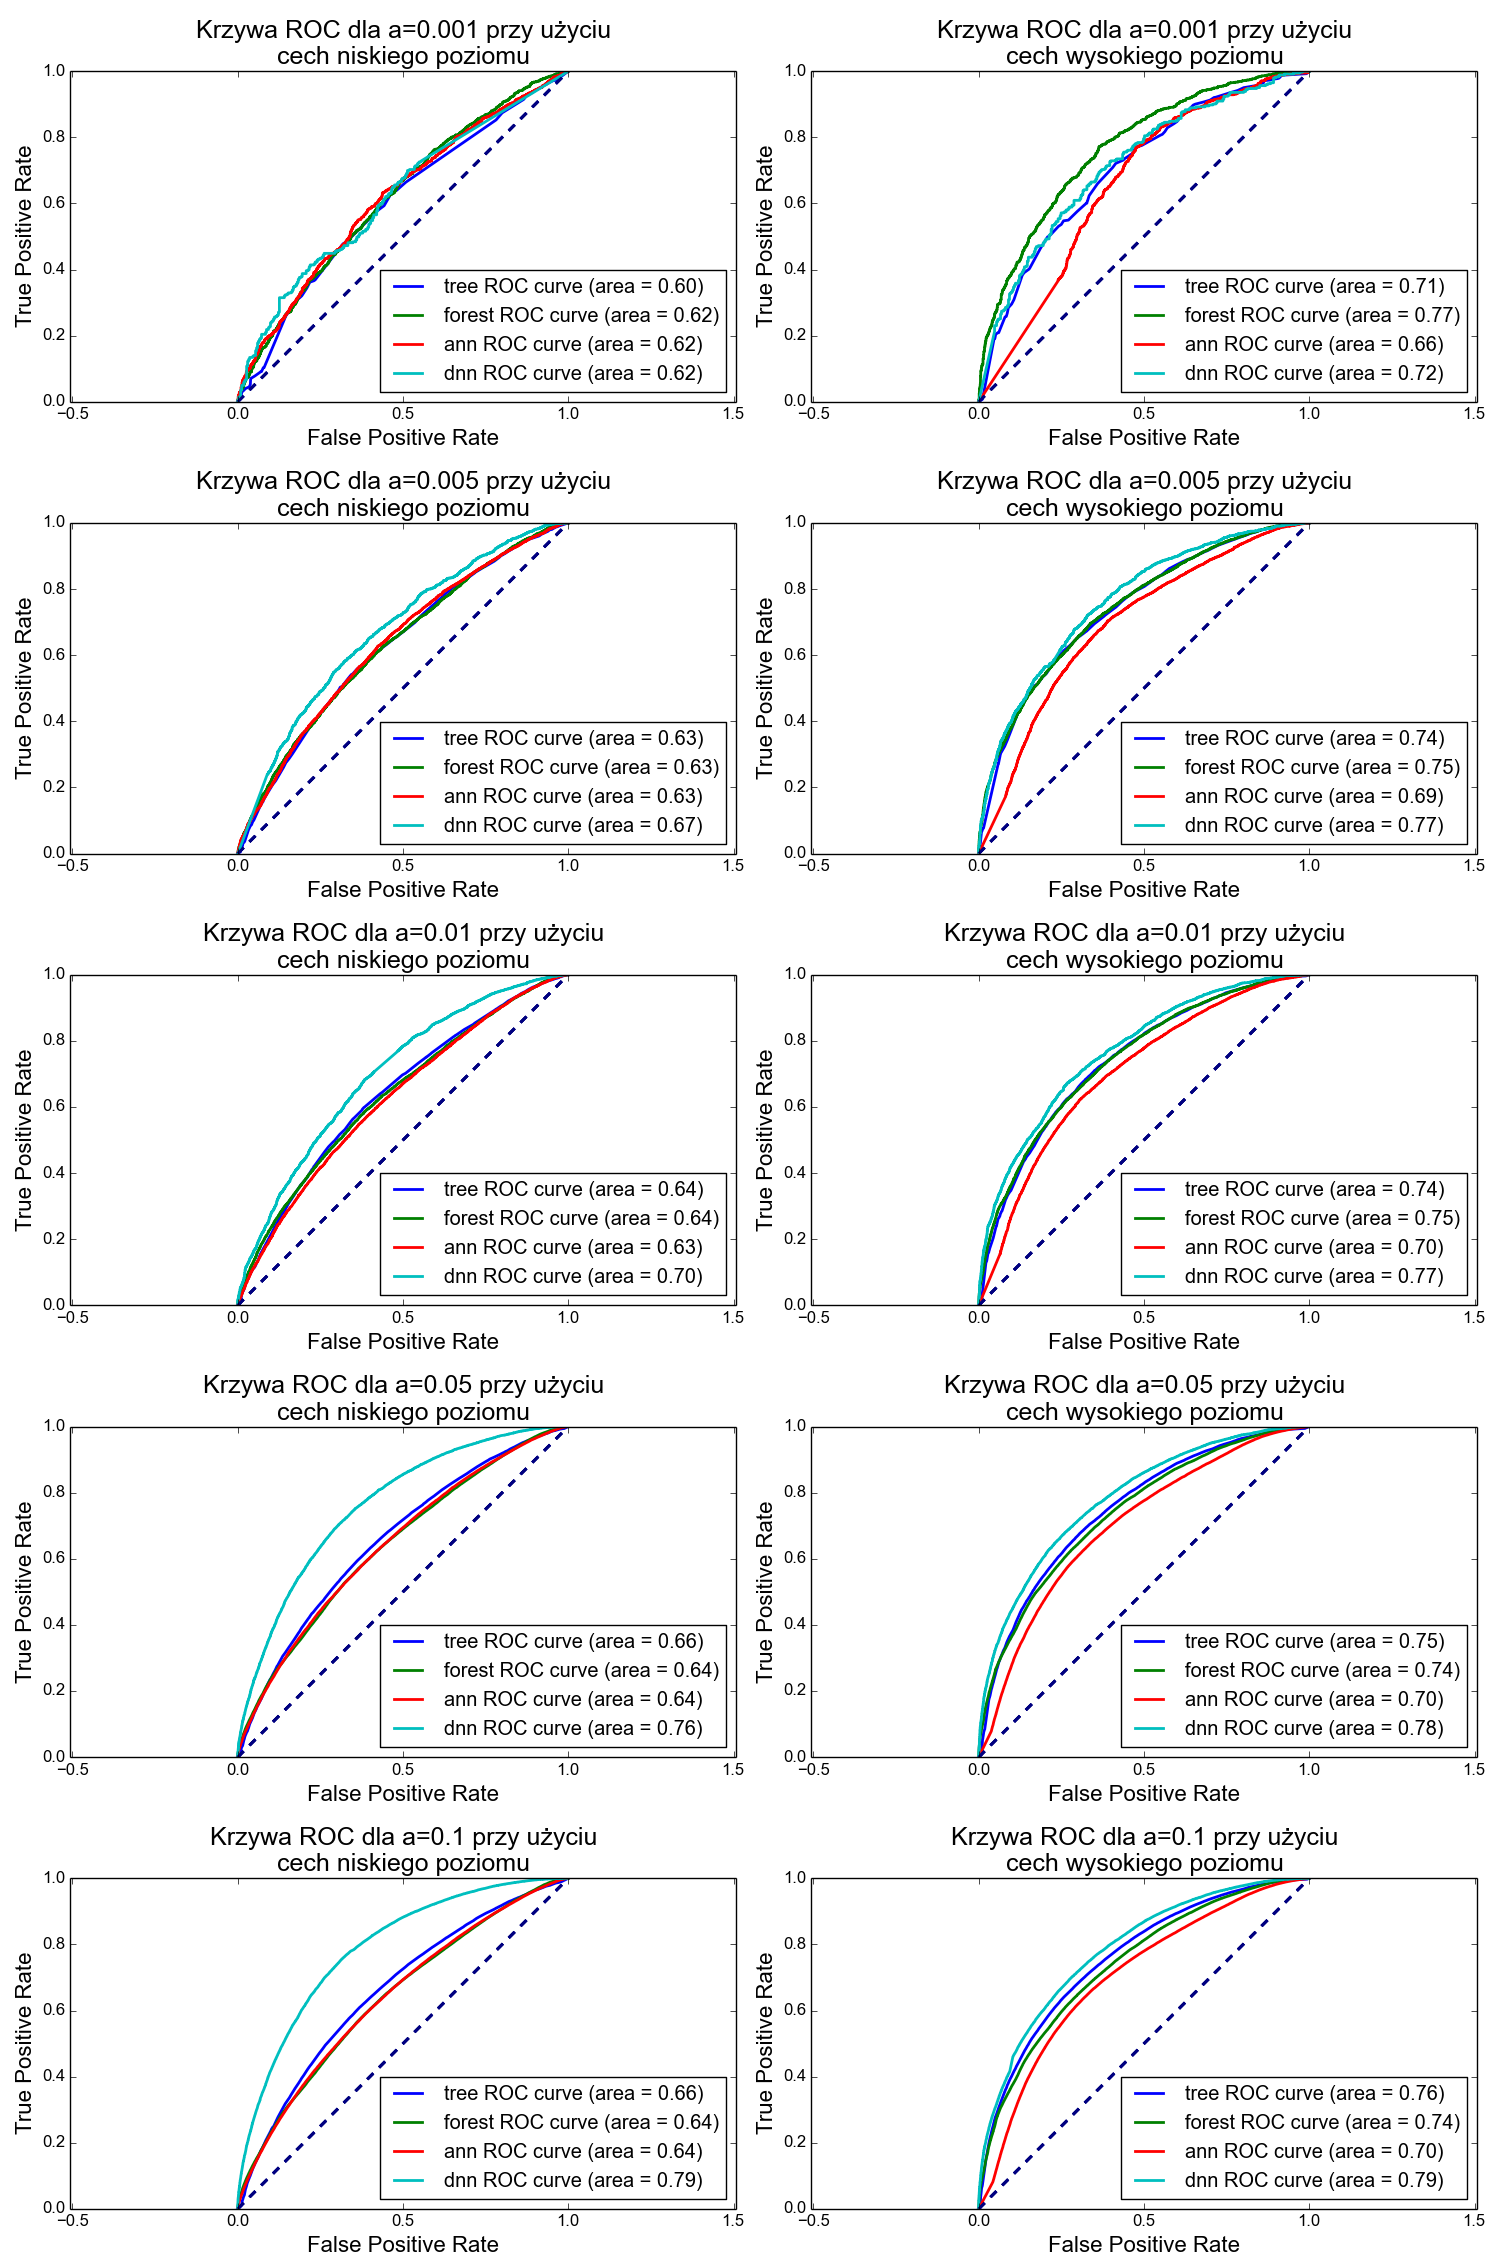 Krzywa ROC dla a=0.001 przy użyciu
cech niskiego poziomu
1.0
0.8
0.6
0.4
0.2
0.0
True Positive Rate
tree ROC curve (area = 0.60)
forest ROC curve (area = 0.62)
ann ROC curve (area = 0.62)
dnn ROC curve (area = 0.62)
−0.5 0.0 0.5 1.0 1.5
False Positive Rate
Krzywa ROC dla a=0.001 przy użyciu
cech wysokiego poziomu
1.0
0.8
0.6
0.4
0.2
0.0
True Positive Rate
tree ROC curve (area = 0.71)
forest ROC curve (area = 0.77)
ann ROC curve (area = 0.66)
dnn ROC curve (area = 0.72)
−0.5 0.0 0.5 1.0 1.5
False Positive Rate
Krzywa ROC dla a=0.005 przy użyciu
cech niskiego poziomu
1.0
0.8
0.6
0.4
0.2
0.0
True Positive Rate
tree ROC curve (area = 0.63)
forest ROC curve (area = 0.63)
ann ROC curve (area = 0.63)
dnn ROC curve (area = 0.67)
−0.5 0.0 0.5 1.0 1.5
False Positive Rate
Krzywa ROC dla a=0.005 przy użyciu
cech wysokiego poziomu
1.0
0.8
0.6
0.4
0.2
0.0
True Positive Rate
tree ROC curve (area = 0.74)
forest ROC curve (area = 0.75)
ann ROC curve (area = 0.69)
dnn ROC curve (area = 0.77)
−0.5 0.0 0.5 1.0 1.5
False Positive Rate
Krzywa ROC dla a=0.01 przy użyciu
cech niskiego poziomu
1.0
0.8
0.6
0.4
0.2
0.0
True Positive Rate
tree ROC curve (area = 0.64)
forest ROC curve (area = 0.64)
ann ROC curve (area = 0.63)
dnn ROC curve (area = 0.70)
−0.5 0.0 0.5 1.0 1.5
False Positive Rate
Krzywa ROC dla a=0.01 przy użyciu
cech wysokiego poziomu
1.0
0.8
0.6
0.4
0.2
0.0
True Positive Rate
tree ROC curve (area = 0.74)
forest ROC curve (area = 0.75)
ann ROC curve (area = 0.70)
dnn ROC curve (area = 0.77)
−0.5 0.0 0.5 1.0 1.5
False Positive Rate
Krzywa ROC dla a=0.05 przy użyciu
cech niskiego poziomu
1.0
0.8
0.6
0.4
0.2
0.0
True Positive Rate
tree ROC curve (area = 0.66)
forest ROC curve (area = 0.64)
ann ROC curve (area = 0.64)
dnn ROC curve (area = 0.76)
−0.5 0.0 0.5 1.0 1.5
False Positive Rate
Krzywa ROC dla a=0.05 przy użyciu
cech wysokiego poziomu
1.0
0.8
0.6
0.4
0.2
0.0
True Positive Rate
tree ROC curve (area = 0.75)
forest ROC curve (area = 0.74)
ann ROC curve (area = 0.70)
dnn ROC curve (area = 0.78)
−0.5 0.0 0.5 1.0 1.5
False Positive Rate
Krzywa ROC dla a=0.1 przy użyciu
cech niskiego poziomu
1.0
0.8
0.6
0.4
0.2
0.0
True Positive Rate
tree ROC curve (area = 0.66)
forest ROC curve (area = 0.64)
ann ROC curve (area = 0.64)
dnn ROC curve (area = 0.79)
−0.5 0.0 0.5 1.0 1.5
False Positive Rate
Krzywa ROC dla a=0.1 przy użyciu
cech wysokiego poziomu
1.0
0.8
0.6
0.4
0.2
0.0
True Positive Rate
tree ROC curve (area = 0.76)
forest ROC curve (area = 0.74)
ann ROC curve (area = 0.70)
dnn ROC curve (area = 0.79)
−0.5 0.0 0.5 1.0 1.5
False Positive Rate